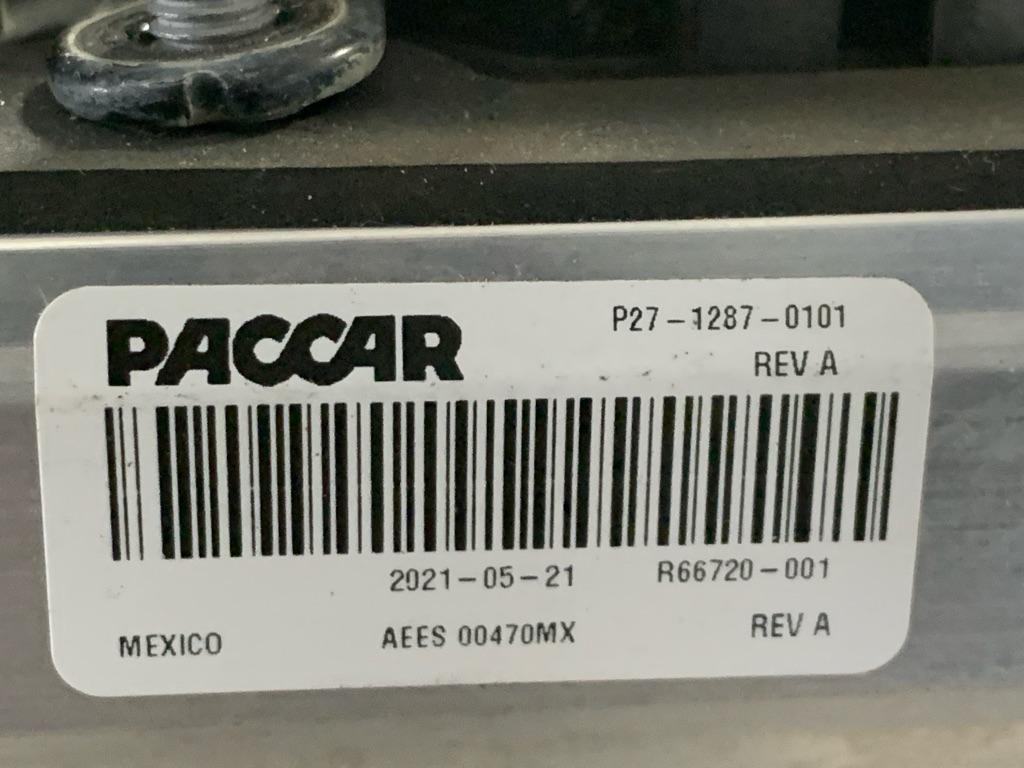 PACCAR
P27-1287-0101
REV A
2021-05-21 R66720-001
MEXICO AEES 00470MX REV A